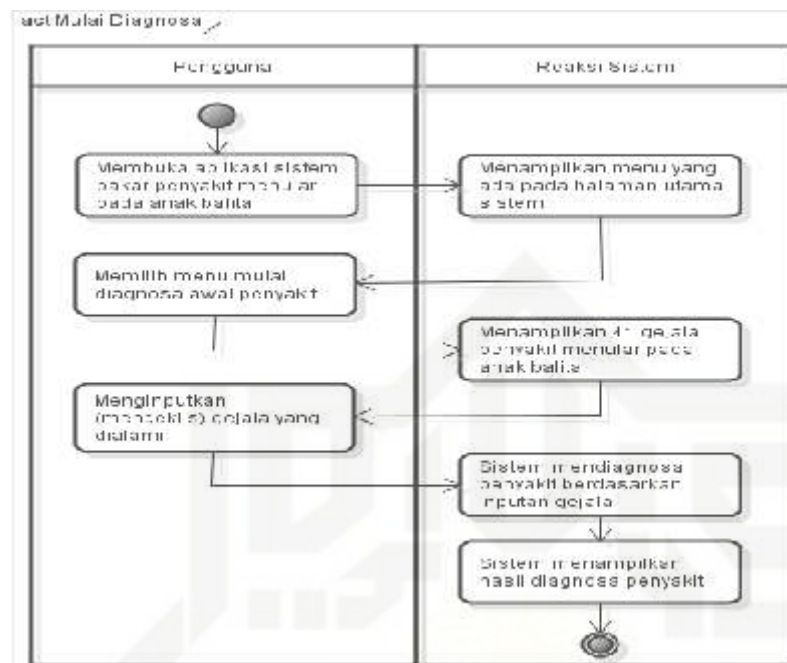 act Mulai Diagnosa
Pengguna
Reaksi Sistem
Membuka aplikasi sistem
pakar penyakit menular
pada anak balita
Menampilkan menu yang
ada pada halaman utama
sistem
Memilih menu mulai
diagnosa awal penyakit
Menampilkan gejala
penyakit menular pada
anak balita
Menginputkan
(menceklis) gejala yang
dialami
Sistem mendiagnosa
penyakit berdasarkan
inputan gejala
Sistem menampilkan
hasil diagnosa penyakit